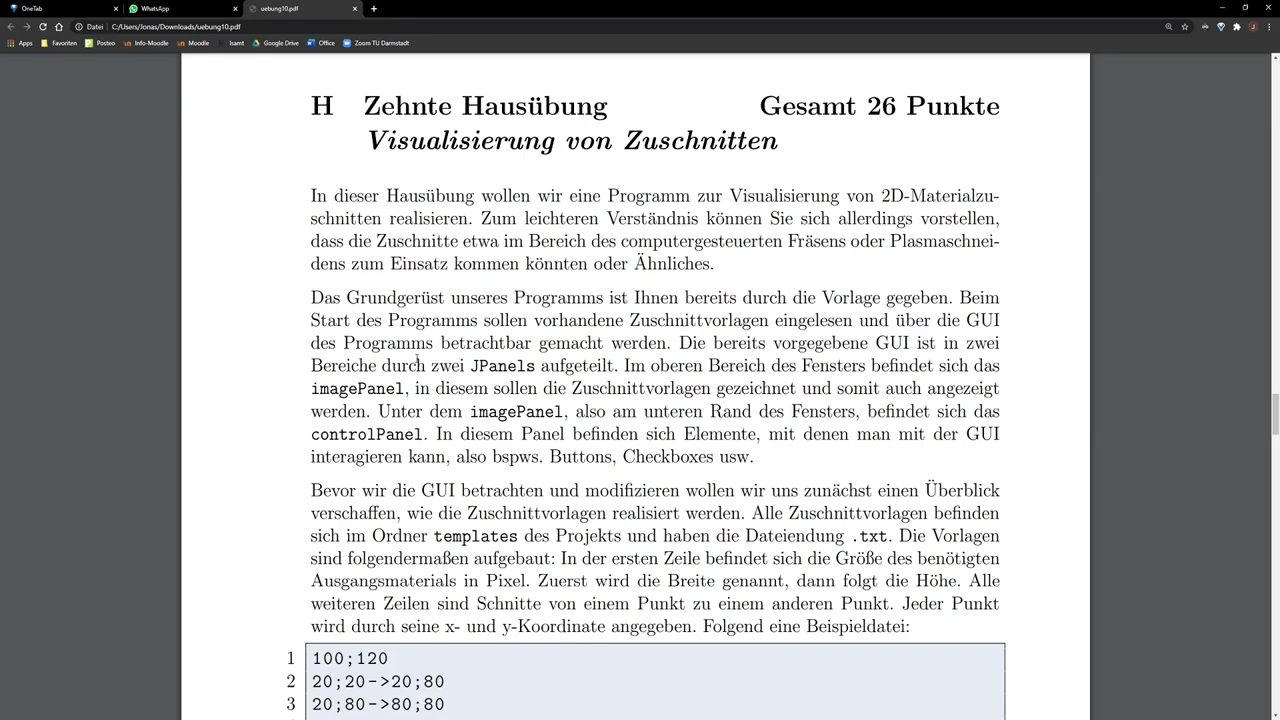 OneTab
WhatsApp
uebung10.pdf
Datei C:/Users/Jonas/Downloads/uebung10.pdf
J
Apps Favoriten Posteo Info-Moodle Moodle Isamt Google Drive Office Zoom TU Darmstadt
H Zehnte Hausübung Gesamt 26 Punkte
Visualisierung von Zuschnitten
In dieser Hausübung wollen wir eine Programm zur Visualisierung von 2D-Materialzu-
schnitten realisieren. Zum leichteren Verständnis können Sie sich allerdings vorstellen,
dass die Zuschnitte etwa im Bereich des computergesteuerten Fräsens oder Plasmaschnei-
dens zum Einsatz kommen könnten oder Ähnliches.
Das Grundgerüst unseres Programms ist Ihnen bereits durch die Vorlage gegeben. Beim
Start des Programms sollen vorhandene Zuschnittvorlagen eingelesen und über die GUI
des Programms betrachtbar gemacht werden. Die bereits vorgegebene GUI ist in zwei
Bereiche durch zwei JPanels aufgeteilt. Im oberen Bereich des Fensters befindet sich das
imagePanel, in diesem sollen die Zuschnittvorlagen gezeichnet und somit auch angezeigt
werden. Unter dem imagePanel, also am unteren Rand des Fensters, befindet sich das
controlPanel. In diesem Panel befinden sich Elemente, mit denen man mit der GUI
interagieren kann, also bspws. Buttons, Checkboxes usw.
Bevor wir die GUI betrachten und modifizieren wollen wir uns zunächst einen Überblick
verschaffen, wie die Zuschnittvorlagen realisiert werden. Alle Zuschnittvorlagen befinden
sich im Ordner templates des Projekts und haben die Dateiendung .txt. Die Vorlagen
sind folgendermaßen aufgebaut: In der ersten Zeile befindet sich die Größe des benötigten
Ausgangsmaterials in Pixel. Zuerst wird die Breite genannt, dann folgt die Höhe. Alle
weiteren Zeilen sind Schnitte von einem Punkt zu einem anderen Punkt. Jeder Punkt
wird durch seine x- und y-Koordinate angegeben. Folgend eine Beispieldatei:
1 100;120
2 20;20->20;80
3 20;80->80;80